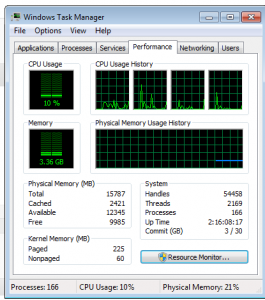 Windows Task Manager
File Options View Help
Applications Processes Services Performance Networking Users
CPU Usage CPU Usage History
10 %
Memory Physical Memory Usage History
3.36 GB
Physical Memory (MB)
Total 15787
Cached 2421
Available 12345
Free 9985
Kernel Memory (MB)
Paged 225
Nonpaged 60
System
Handles 54458
Threads 2169
Processes 166
Up Time 2:16:08:17
Commit (GB) 3 / 30
Resource Monitor...
Processes: 166 CPU Usage: 10% Physical Memory: 21%